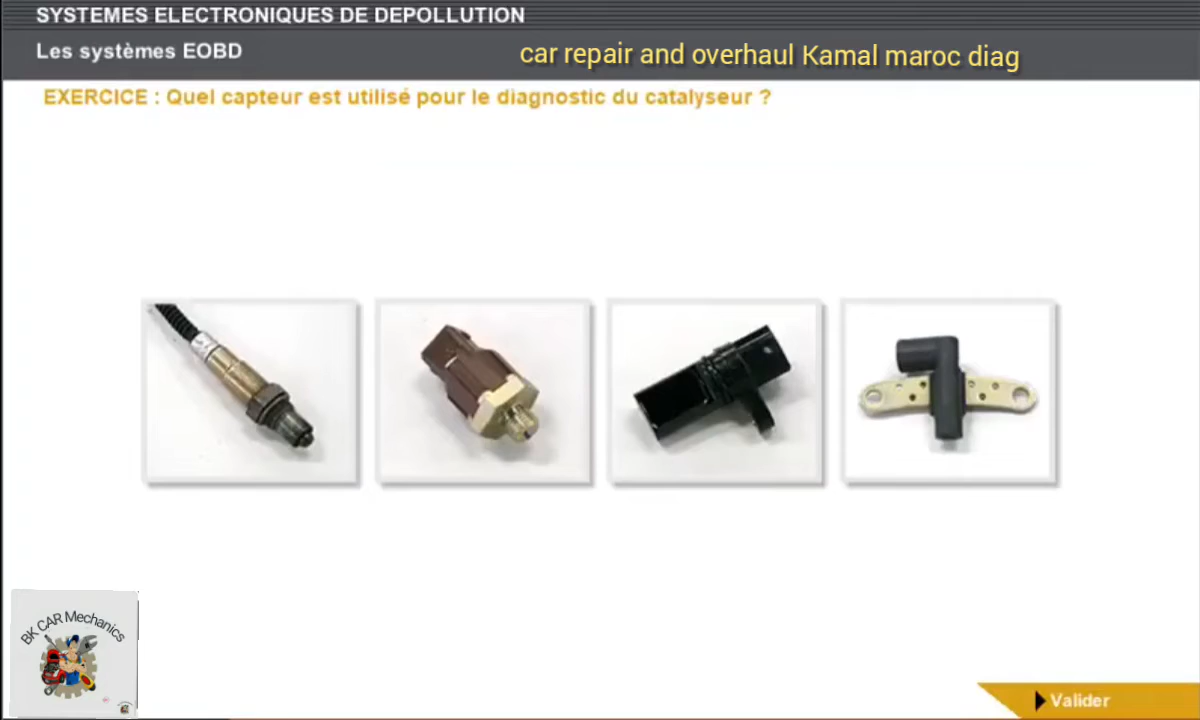 SYSTEMES ELECTRONIQUES DE DEPOLLUTION
Les systèmes EOBD
car repair and overhaul Kamal maroc diag
EXERCICE : Quel capteur est utilisé pour le diagnostic du catalyseur ?
BK CAR Mechanics
Valider